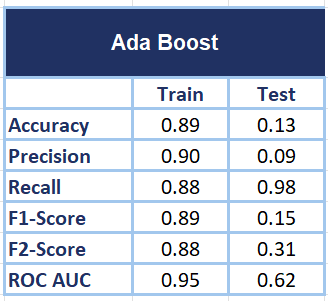 Ada Boost
Train Test
Accuracy 0.89 0.13
Precision 0.90 0.09
Recall 0.88 0.98
F1-Score 0.89 0.15
F2-Score 0.88 0.31
ROC AUC 0.95 0.62